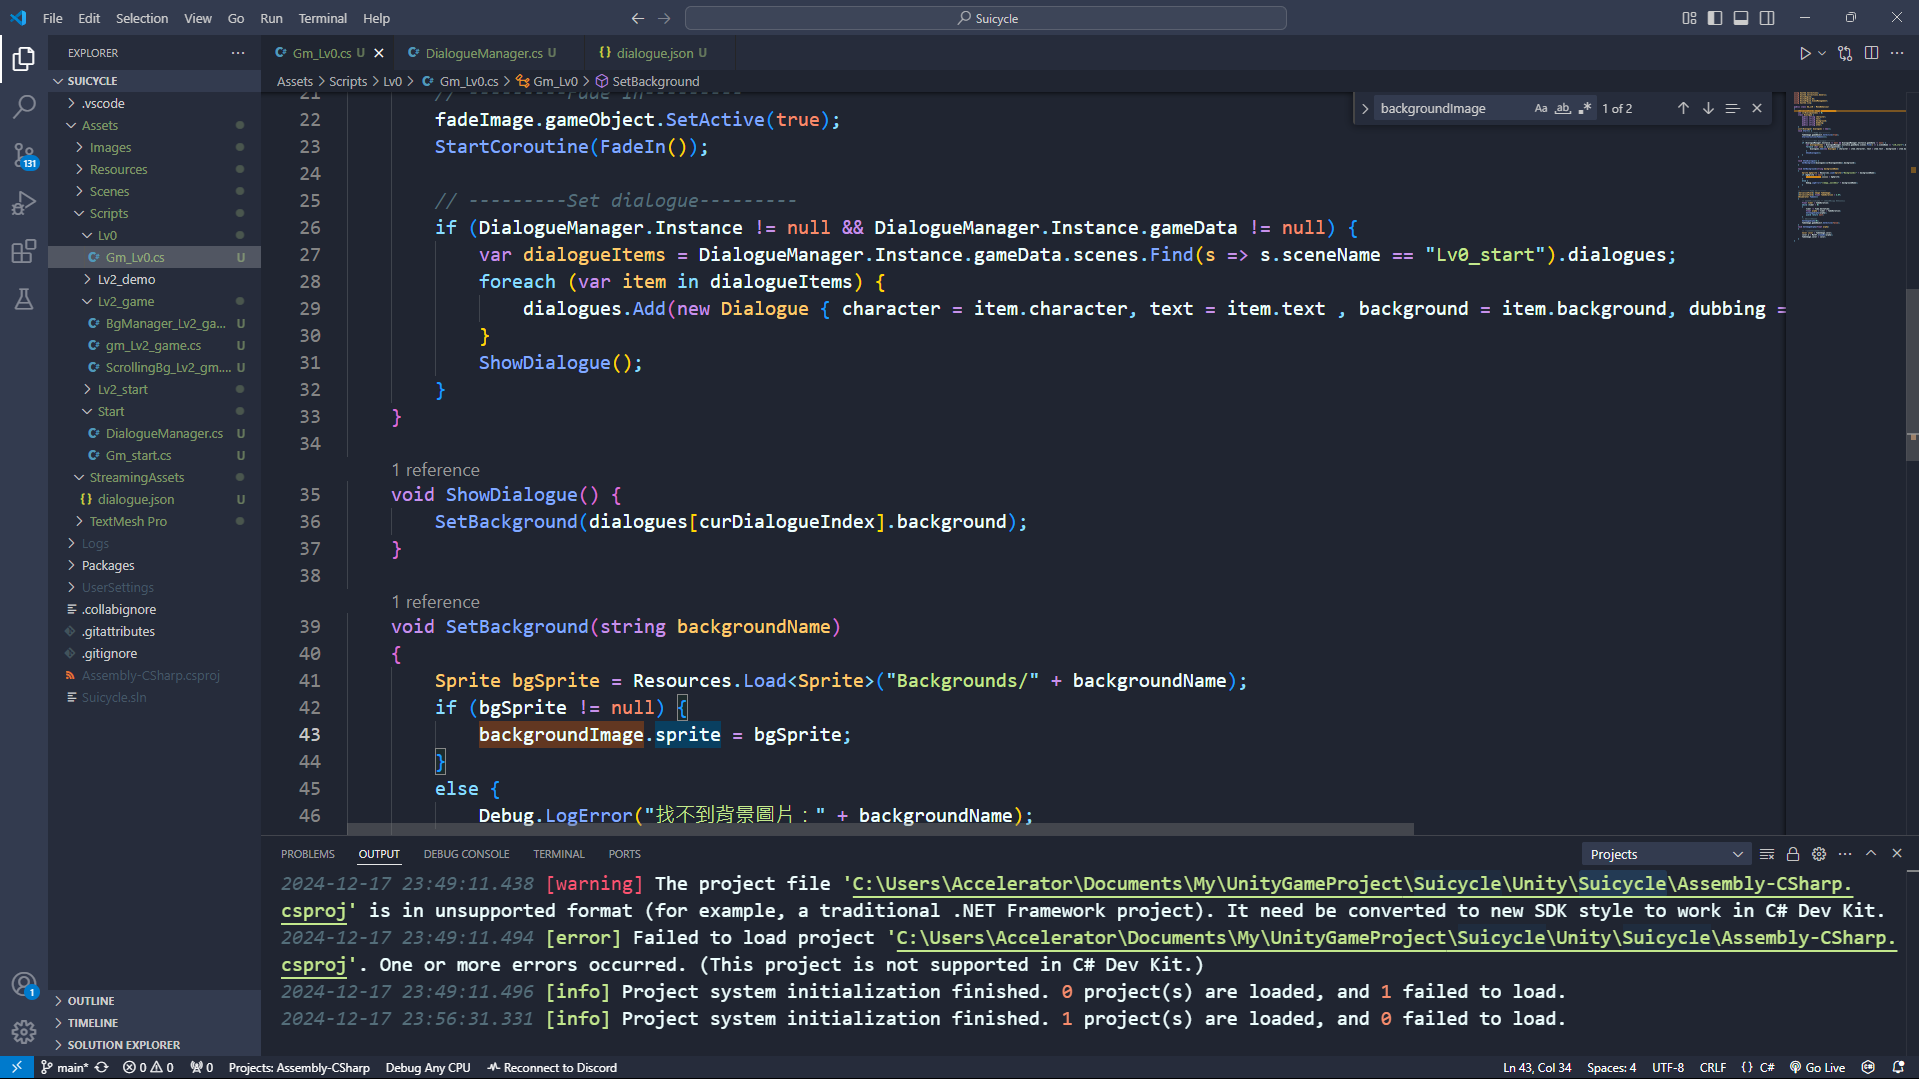 File Edit Selection View Go Run Terminal Help
Suicycle
EXPLORER
SUICYCLE
.vscode
Assets
Images
Resources
Scenes
Scripts
Lv0
Gm_Lv0.cs U
Lv2_demo
Lv2_game
BgManager_Lv2_ga... U
gm_Lv2_game.cs U
ScrollingBg_Lv2_gm.... U
Lv2_start
Start
DialogueManager.cs U
Gm_start.cs U
StreamingAssets
{} dialogue.json U
TextMesh Pro
Logs
Packages
UserSettings
.collabignore
.gitattributes
.gitignore
Assembly-CSharp.csproj
Suicycle.sln
131
1
OUTLINE
TIMELINE
SOLUTION EXPLORER
Gm_Lv0.cs U
DialogueManager.cs U
{} dialogue.json U
Assets > Scripts > Lv0 > Gm_Lv0.cs > Gm_Lv0 > SetBackground
backgroundImage Aa ab .* 1 of 2
21 // ---------Fade in---------
22 fadeImage.gameObject.SetActive(true);
23 StartCoroutine(FadeIn());
24
25 // ---------Set dialogue---------
26 if (DialogueManager.Instance != null && DialogueManager.Instance.gameData != null) {
27 var dialogueItems = DialogueManager.Instance.gameData.scenes.Find(s => s.sceneName == "Lv0_start").dialogues;
28 foreach (var item in dialogueItems) {
29 dialogues.Add(new Dialogue { character = item.character, text = item.text , background = item.background, dubbing =
30 }
31 ShowDialogue();
32 }
33 }
34
1 reference
35 void ShowDialogue() {
36 SetBackground(dialogues[curDialogueIndex].background);
37 }
38
1 reference
39 void SetBackground(string backgroundName)
40 {
41 Sprite bgSprite = Resources.Load<Sprite>("Backgrounds/" + backgroundName);
42 if (bgSprite != null) {
43 backgroundImage.sprite = bgSprite;
44 }
45 else {
46 Debug.LogError("找不到背景圖片：" + backgroundName);
PROBLEMS OUTPUT DEBUG CONSOLE TERMINAL PORTS
Projects
2024-12-17 23:49:11.438 [warning] The project file 'C:\Users\Accelerator\Documents\My\UnityGameProject\Suicycle\Unity\Suicycle\Assembly-CSharp.
csproj' is in unsupported format (for example, a traditional .NET Framework project). It need be converted to new SDK style to work in C# Dev Kit.
2024-12-17 23:49:11.494 [error] Failed to load project 'C:\Users\Accelerator\Documents\My\UnityGameProject\Suicycle\Unity\Suicycle\Assembly-CSharp.
csproj'. One or more errors occurred. (This project is not supported in C# Dev Kit.)
2024-12-17 23:49:11.496 [info] Project system initialization finished. 0 project(s) are loaded, and 1 failed to load.
2024-12-17 23:56:31.331 [info] Project system initialization finished. 1 project(s) are loaded, and 0 failed to load.
main* 0 0 0 Projects: Assembly-CSharp Debug Any CPU Reconnect to Discord
Ln 43, Col 34 Spaces: 4 UTF-8 CRLF {} C# Go Live